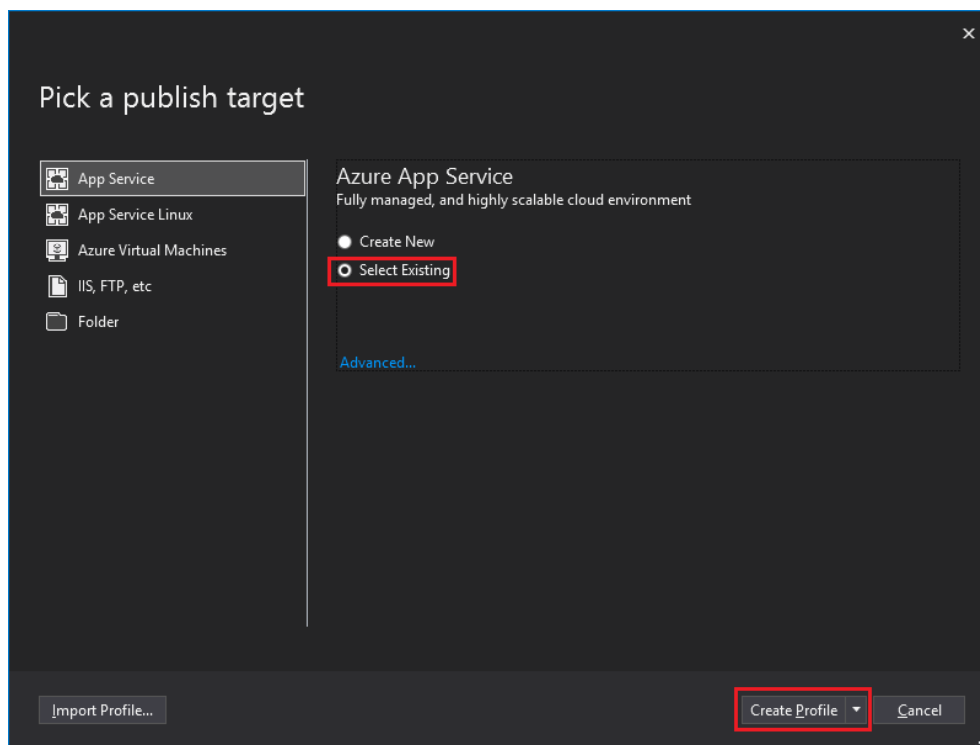 Pick a publish target
App Service
App Service Linux
Azure Virtual Machines
IIS, FTP, etc
Folder
Azure App Service
Fully managed, and highly scalable cloud environment
Create New
Select Existing
Advanced...
Import Profile...
Create Profile
Cancel